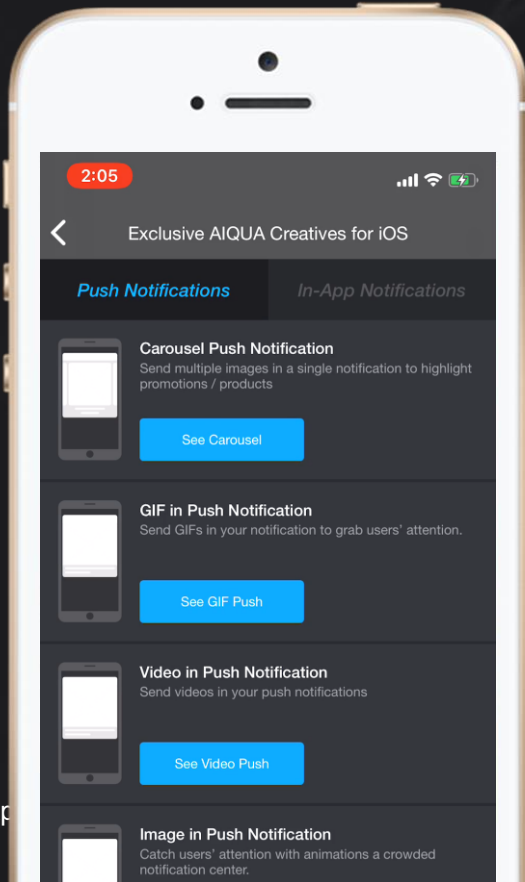 2:05
Exclusive AIQUA Creatives for iOS
Push Notifications
In-App Notifications
Carousel Push Notification
Send multiple images in a single notification to highlight
promotions / products
See Carousel
GIF in Push Notification
Send GIFs in your notification to grab users' attention.
See GIF Push
Video in Push Notification
Send videos in your push notifications
See Video Push
Image in Push Notification
Catch users' attention with animations a crowded
notification center.